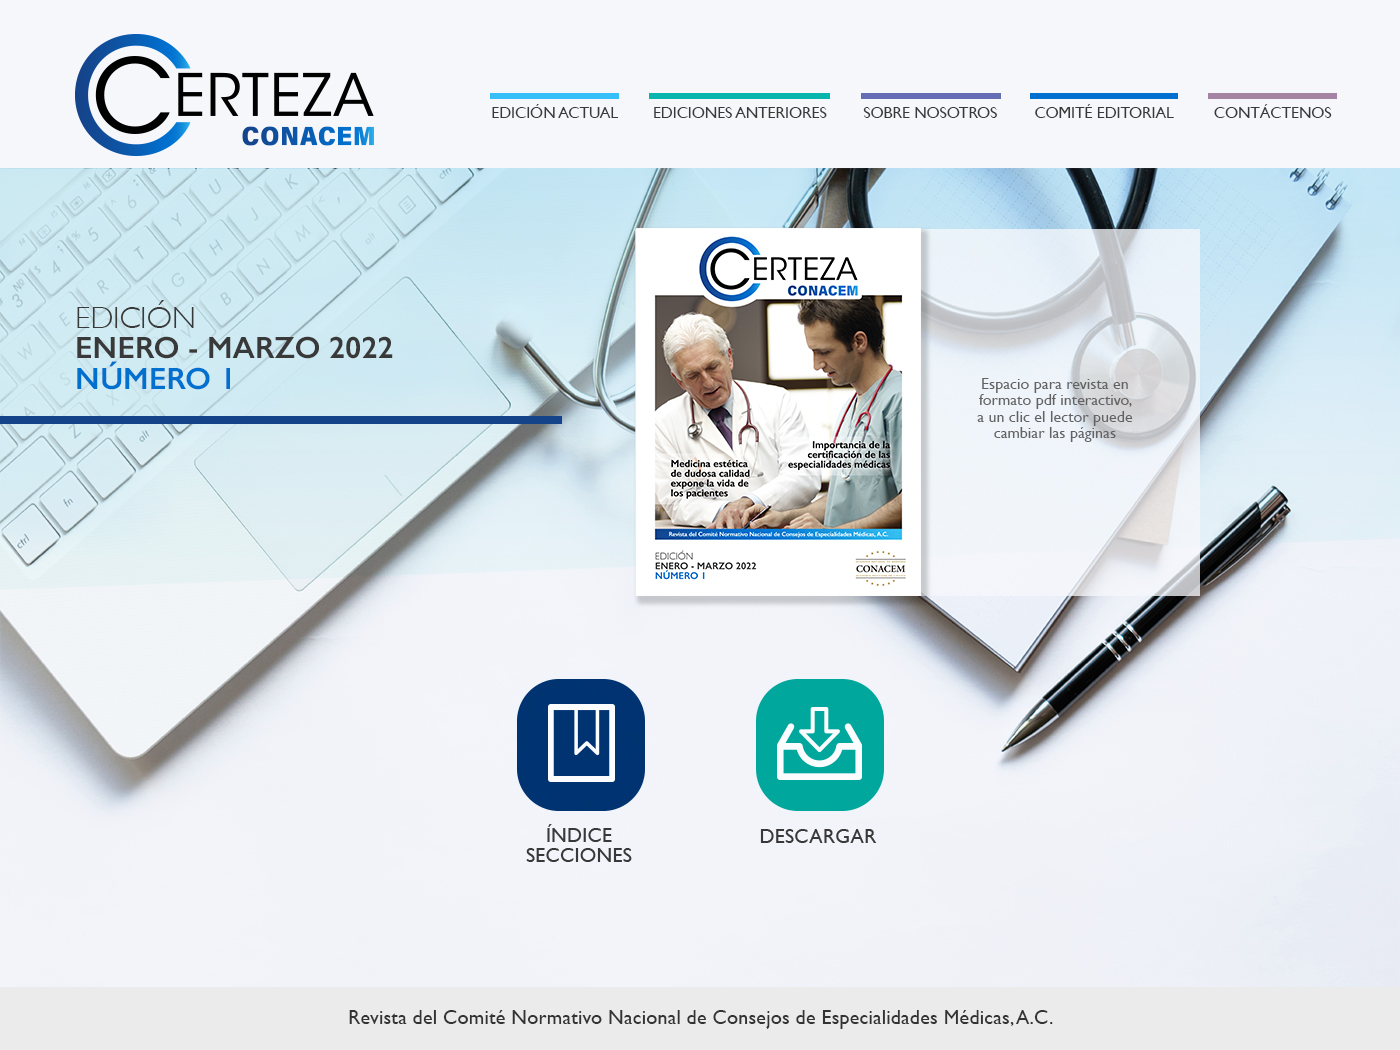 CERTEZA
CONACEM
EDICIÓN ACTUAL
EDICIONES ANTERIORES
SOBRE NOSOTROS
COMITÉ EDITORIAL
CONTÁCTENOS
EDICIÓN
ENERO - MARZO 2022
NÚMERO 1
CERTEZA
CONACEM
Importancia de la
certificación de las
especialidades médicas
Medicina estética
de dudosa calidad
expone la vida de
los pacientes
Revista del Comité Normativo Nacional de Consejos de Especialidades Médicas, A.C.
EDICIÓN
ENERO - MARZO 2022
NÚMERO 1
CONACEM
Espacio para revista en
formato pdf interactivo,
a un clic el lector puede
cambiar las páginas
ÍNDICE
SECCIONES
DESCARGAR
Revista del Comité Normativo Nacional de Consejos de Especialidades Médicas, A.C.